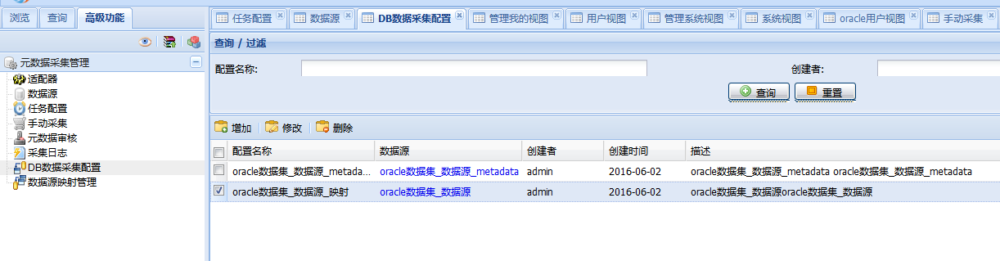 浏览 查询 高级功能
元数据采集管理
适配器
数据源
任务配置
手动采集
元数据审核
采集日志
DB数据采集配置
数据源映射管理
任务配置 数据源 DB数据采集配置 管理我的视图 用户视图 管理系统视图 系统视图 oracle用户视图 手动采集
查询 / 过滤
配置名称: 创建者:
查询 重置
增加 修改 删除
配置名称 数据源 创建者 创建时间 描述
oracle数据集_数据源_metada... oracle数据集_数据源_metadata admin 2016-06-02 oracle数据集_数据源_metadata oracle数据集_数据源_metadata
oracle数据集_数据源_映射 oracle数据集_数据源 admin 2016-06-02 oracle数据集_数据源oracle数据集_数据源